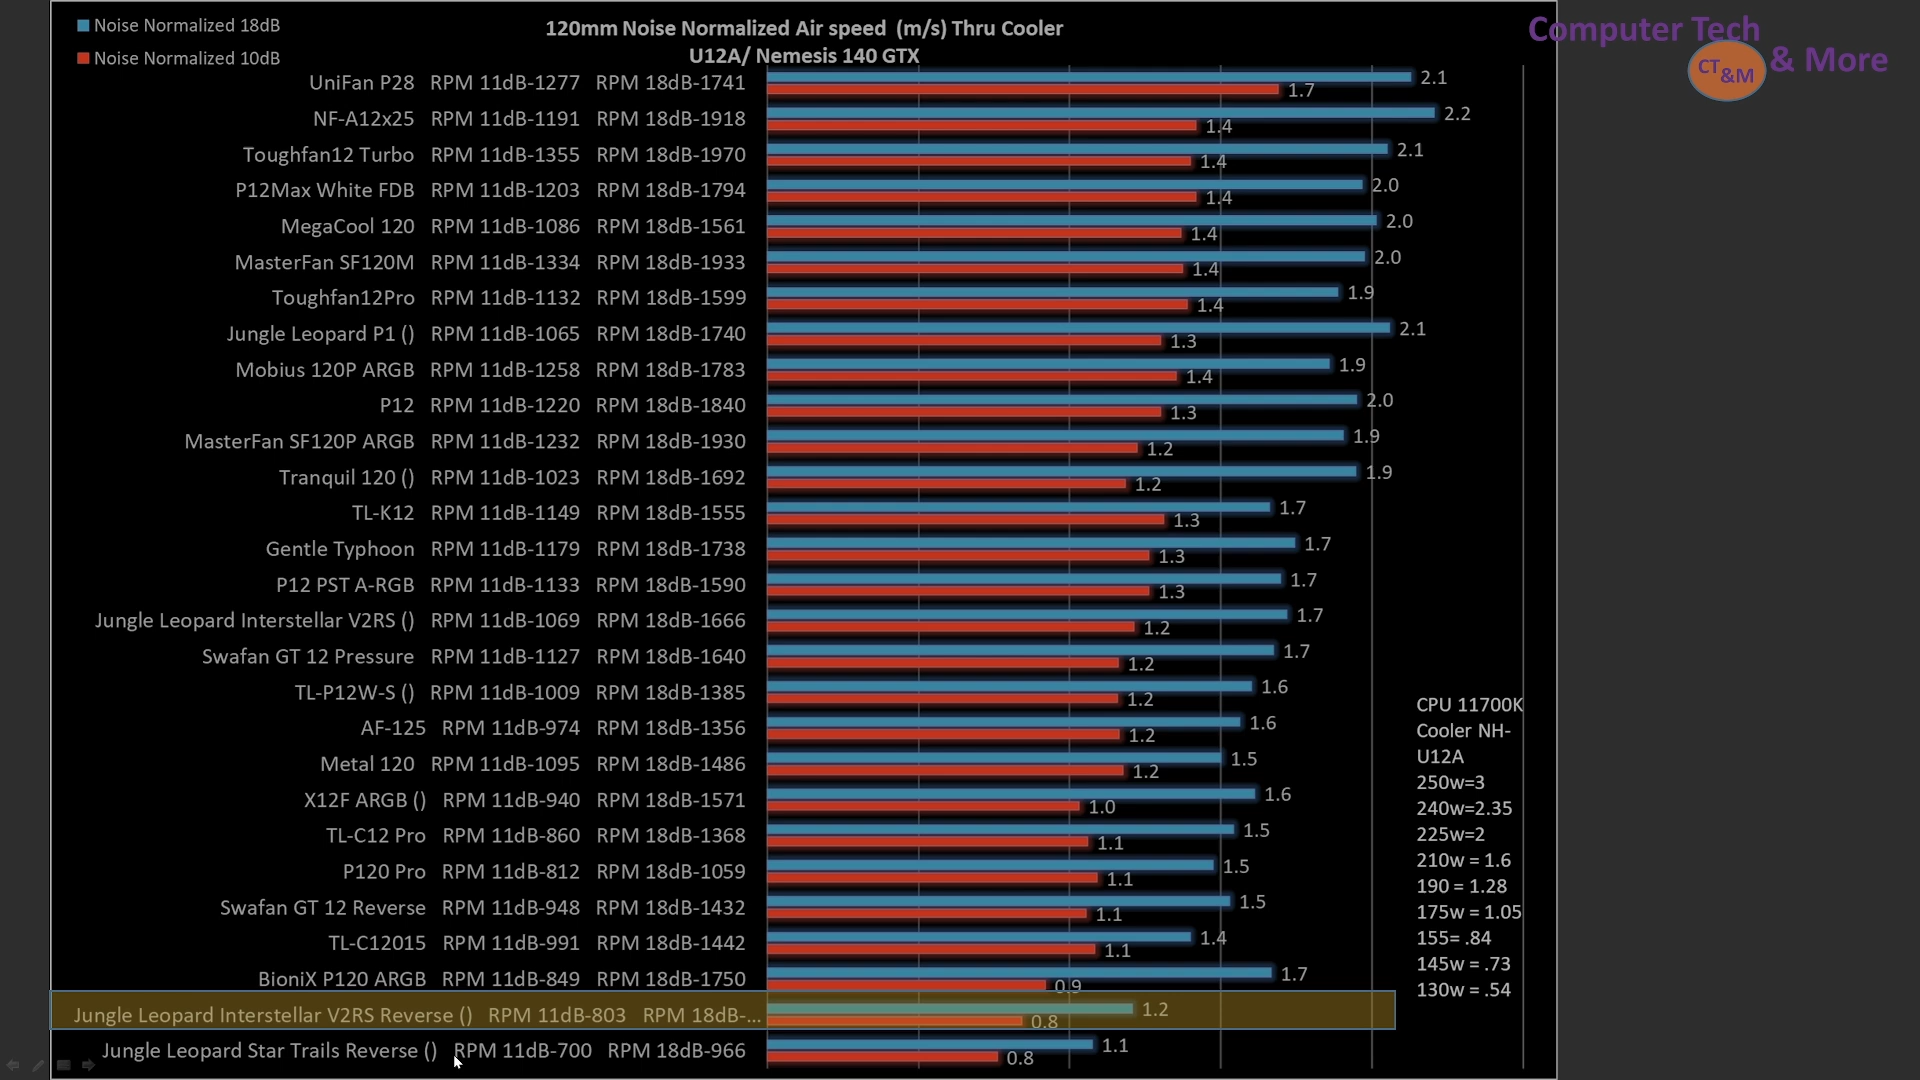 Noise Normalized 18dB
Noise Normalized 10dB
120mm Noise Normalized Air speed (m/s) Thru Cooler
U12A/ Nemesis 140 GTX
Computer Tech
& More
CT
&M
UniFan P28 RPM 11dB-1277 RPM 18dB-1741 2.1 1.7
NF-A12x25 RPM 11dB-1191 RPM 18dB-1918 2.2 1.4
Toughfan12 Turbo RPM 11dB-1355 RPM 18dB-1970 2.1 1.4
P12Max White FDB RPM 11dB-1203 RPM 18dB-1794 2.0 1.4
MegaCool 120 RPM 11dB-1086 RPM 18dB-1561 2.0 1.4
MasterFan SF120M RPM 11dB-1334 RPM 18dB-1933 2.0 1.4
Toughfan12Pro RPM 11dB-1132 RPM 18dB-1599 1.9 1.4
Jungle Leopard P1 () RPM 11dB-1065 RPM 18dB-1740 2.1 1.3
Mobius 120P ARGB RPM 11dB-1258 RPM 18dB-1783 1.9 1.4
P12 RPM 11dB-1220 RPM 18dB-1840 2.0 1.3
MasterFan SF120P ARGB RPM 11dB-1232 RPM 18dB-1930 1.9 1.2
Tranquil 120 () RPM 11dB-1023 RPM 18dB-1692 1.9 1.2
TL-K12 RPM 11dB-1149 RPM 18dB-1555 1.7 1.3
Gentle Typhoon RPM 11dB-1179 RPM 18dB-1738 1.7 1.3
P12 PST A-RGB RPM 11dB-1133 RPM 18dB-1590 1.7 1.3
Jungle Leopard Interstellar V2RS () RPM 11dB-1069 RPM 18dB-1666 1.7 1.2
Swafan GT 12 Pressure RPM 11dB-1127 RPM 18dB-1640 1.7 1.2
TL-P12W-S () RPM 11dB-1009 RPM 18dB-1385 1.6 1.2
AF-125 RPM 11dB-974 RPM 18dB-1356 1.6 1.2
Metal 120 RPM 11dB-1095 RPM 18dB-1486 1.5 1.2
X12F ARGB () RPM 11dB-940 RPM 18dB-1571 1.6 1.0
TL-C12 Pro RPM 11dB-860 RPM 18dB-1368 1.5 1.1
P120 Pro RPM 11dB-812 RPM 18dB-1059 1.5 1.1
Swafan GT 12 Reverse RPM 11dB-948 RPM 18dB-1432 1.5 1.1
TL-C12015 RPM 11dB-991 RPM 18dB-1442 1.4 1.1
BioniX P120 ARGB RPM 11dB-849 RPM 18dB-1750 1.7 0.9
Jungle Leopard Interstellar V2RS Reverse () RPM 11dB-803 RPM 18dB-... 1.2 0.8
Jungle Leopard Star Trails Reverse () RPM 11dB-700 RPM 18dB-966 1.1 0.8
CPU 11700K
Cooler NH-
U12A
250w=3
240w=2.35
225w=2
210w = 1.6
190 = 1.28
175w = 1.05
155= .84
145w = .73
130w = .54